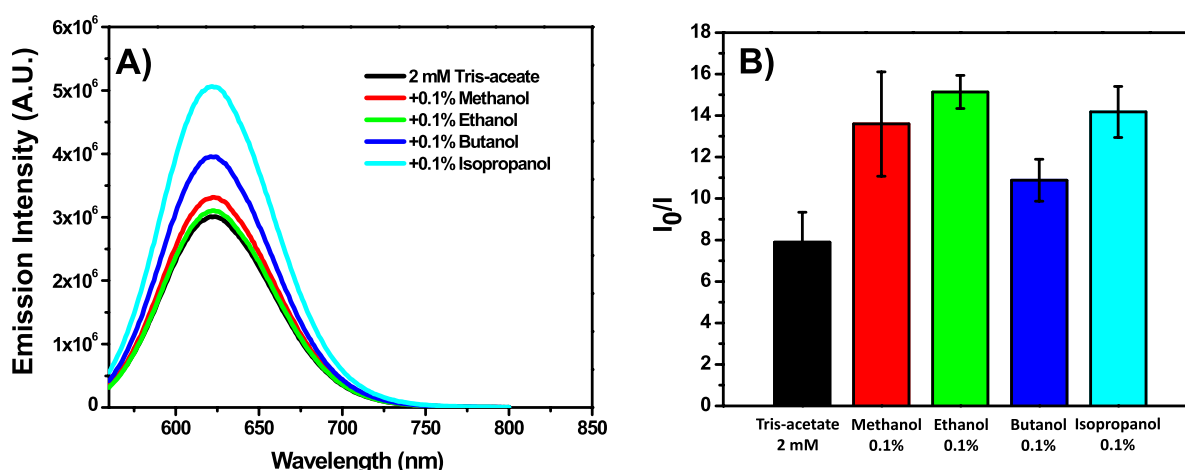 A)
Emission Intensity (A.U.)
6x10⁶
5x10⁶
4x10⁶
3x10⁶
2x10⁶
1x10⁶
0
2 mM Tris-aceate
+0.1% Methanol
+0.1% Ethanol
+0.1% Butanol
+0.1% Isopropanol
600 650 700 750 800 850
Wavelength (nm)
B)
I₀/I
18
16
14
12
10
8
6
4
2
0
Tris-acetate Methanol Ethanol Butanol Isopropanol
2 mM 0.1% 0.1% 0.1% 0.1%